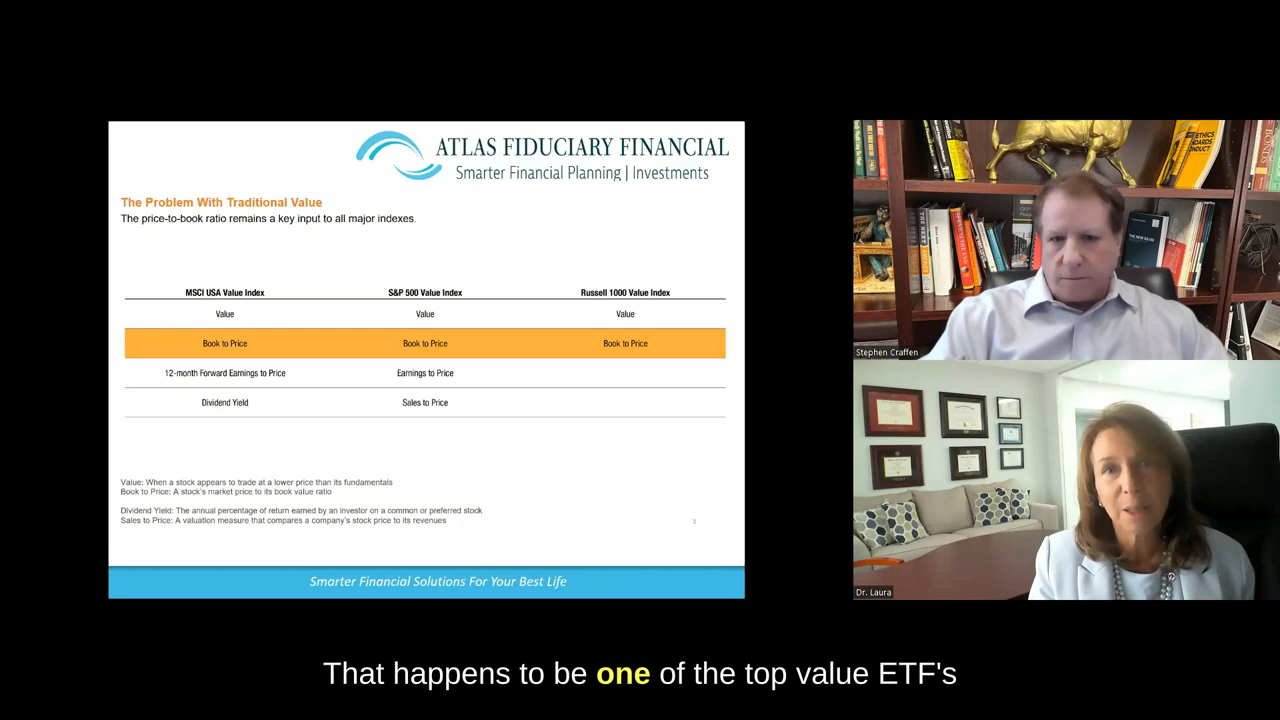 ATLAS FIDUCIARY FINANCIAL
Smarter Financial Planning | Investments
The Problem With Traditional Value
The price-to-book ratio remains a key input to all major indexes.
MSCI USA Value Index S&P 500 Value Index Russell 1000 Value Index
Value Value Value
Book to Price Book to Price Book to Price
12-month Forward Earnings to Price Earnings to Price
Dividend Yield Sales to Price
Value: When a stock appears to trade at a lower price than its fundamentals
Book to Price: A stock's market price to its book value ratio
Dividend Yield: The annual percentage of return earned by an investor on a common or preferred stock
Sales to Price: A valuation measure that compares a company's stock price to its revenues
3
Smarter Financial Solutions For Your Best Life
ETHICS
Stephen Craffen
Dr. Laura
That happens to be one of the top value ETF's